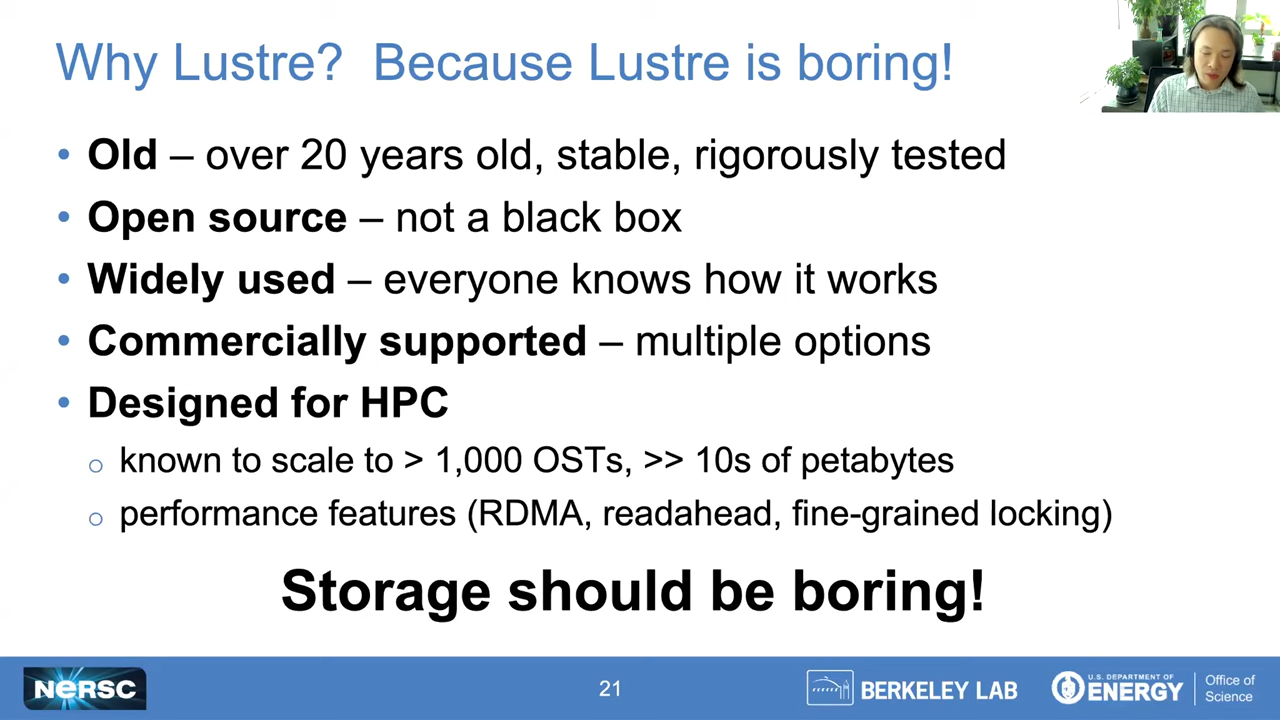 Why Lustre? Because Lustre is boring!
• Old – over 20 years old, stable, rigorously tested
• Open source – not a black box
• Widely used – everyone knows how it works
• Commercially supported – multiple options
• Designed for HPC
o known to scale to > 1,000 OSTs, >> 10s of petabytes
o performance features (RDMA, readahead, fine-grained locking)
Storage should be boring!
NERSC
21
BERKELEY LAB
U.S. DEPARTMENT OF
ENERGY
Office of
Science